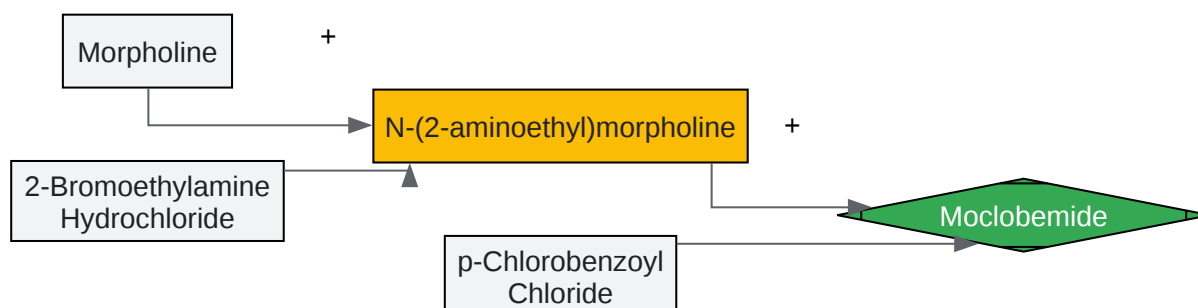 Morpholine
+
N-(2-aminoethyl)morpholine
+
2-Bromoethylamine
Hydrochloride
Moclobemide
p-Chlorobenzoyl
Chloride